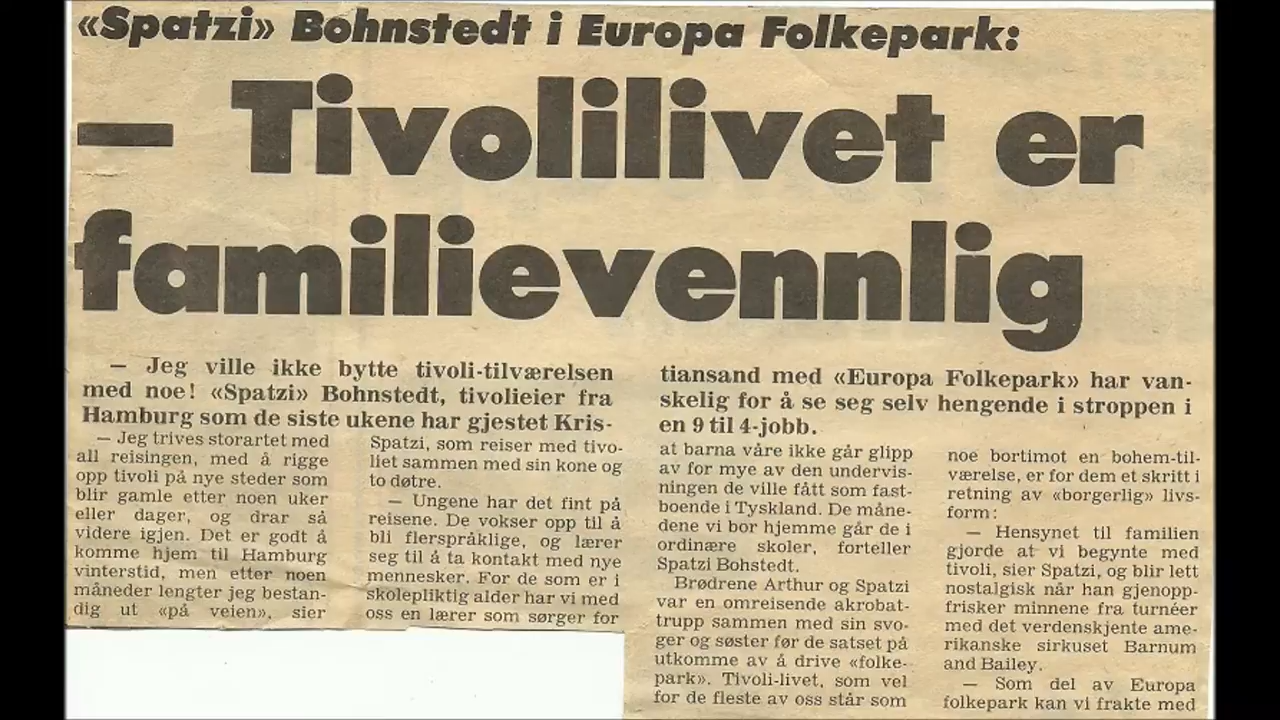 «Spatzi» Bohnstedt i Europa Folkepark:
— Tivolilivet er
familievennlig
— Jeg ville ikke bytte tivoli-tilværelsen
med noe! «Spatzi» Bohnstedt, tivolieier fra
Hamburg som de siste ukene har gjestet Kris-
tiansand med «Europa Folkepark» har van-
skelig for å se seg selv hengende i stroppen i
en 9 til 4-jobb.
— Jeg trives storartet med
all reisingen, med å rigge
opp tivoli på nye steder som
blir gamle etter noen uker
eller dager, og drar så
videre igjen. Det er godt å
komme hjem til Hamburg
vinterstid, men etter noen
måneder lengter jeg bestan-
dig ut «på veien», sier
Spatzi, som reiser med tivo-
liet sammen med sin kone og
to døtre.
— Ungene har det fint på
reisene. De vokser opp til å
bli flerspråklige, og lærer
seg til å ta kontakt med nye
mennesker. For de som er i
skolepliktig alder har vi med
oss en lærer som sørger for
at barna våre ikke går glipp
av for mye av den undervis-
ningen de ville fått som fast-
boende i Tyskland. De måne-
dene vi bor hjemme går de i
ordinære skoler, forteller
Spatzi Bohstedt.
Brødrene Arthur og Spatzi
var en omreisende akrobat-
trupp sammen med sin svo-
ger og søster før de satset på
utkomme av å drive «folke-
park». Tivoli-livet, som vel
for de fleste av oss står som
noe bortimot en bohem-til-
værelse, er for dem et skritt i
retning av «borgerlig» livs-
form:
— Hensynet til familien
gjorde at vi begynte med
tivoli, sier Spatzi, og blir lett
nostalgisk når han gjenopp-
frisker minnene fra turnéer
med det verdenskjente ame-
rikanske sirkuset Barnum
and Bailey.
— Som del av Europa
folkepark kan vi frakte med